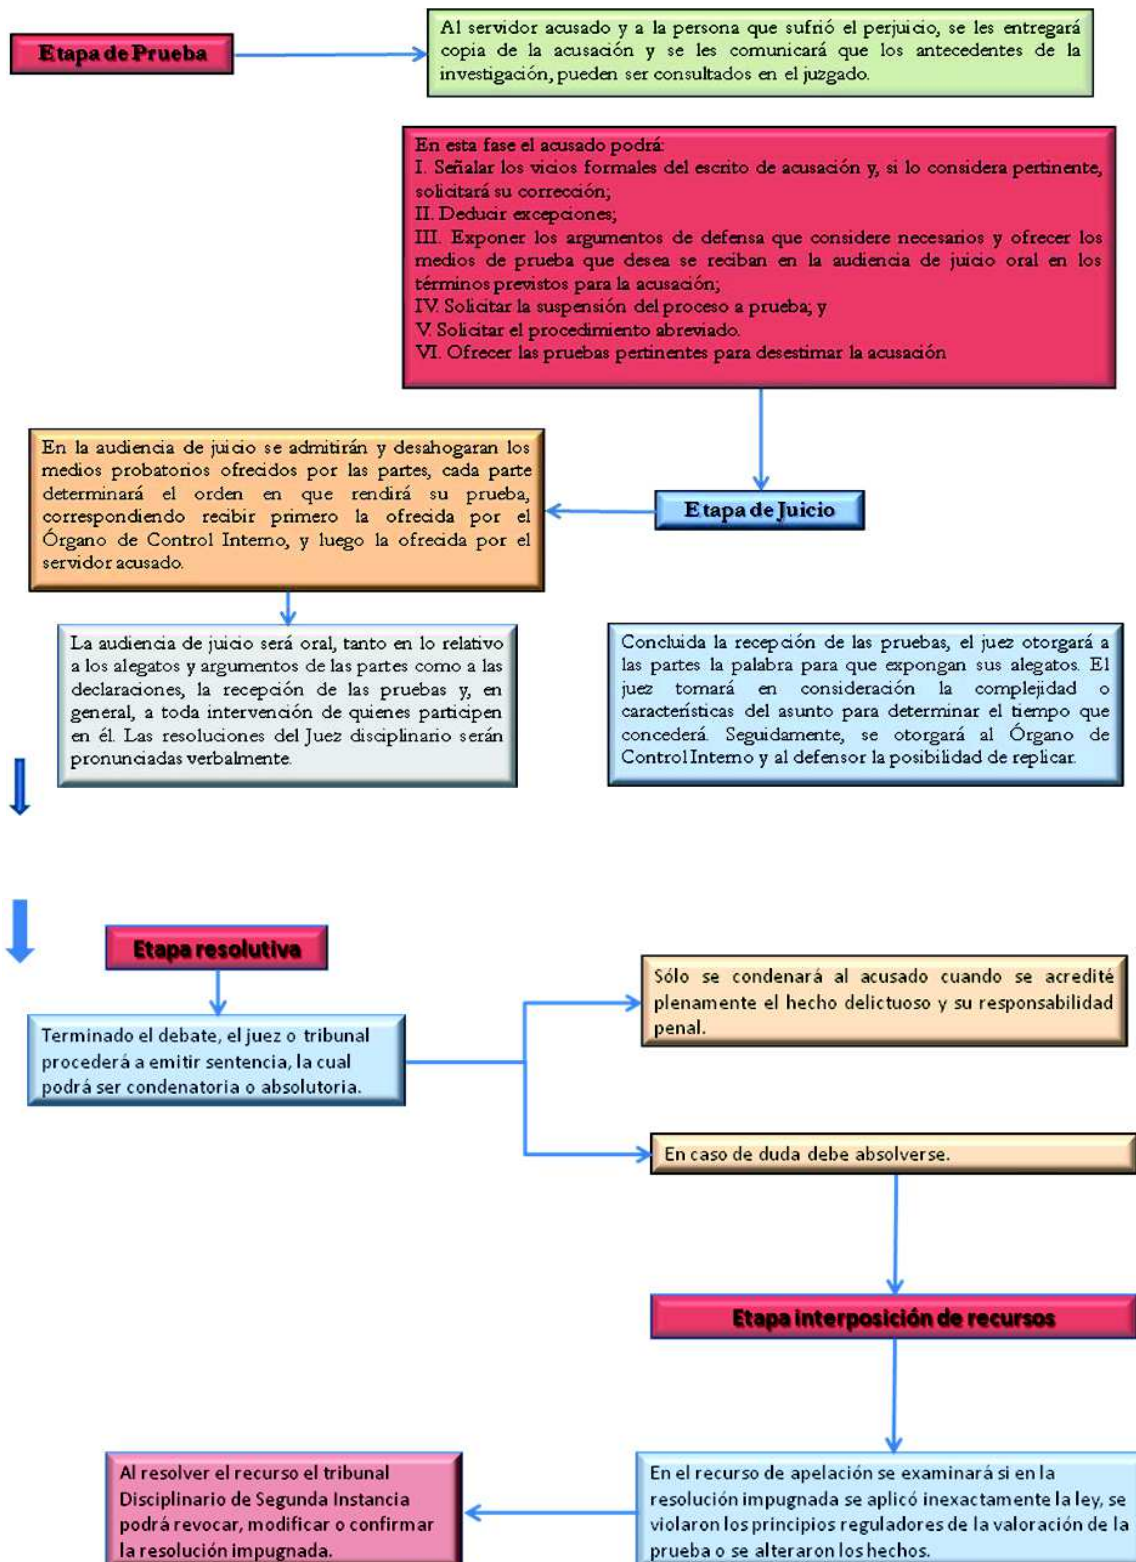 Etapa de Prueba
Al servidor acusado y a la persona que sufrió el perjuicio, se les entregará
copia de la acusación y se les comunicará que los antecedentes de la
investigación, pueden ser consultados en el juzgado.
En esta fase el acusado podrá:
I. Señalar los vicios formales del escrito de acusación y, si lo considera pertinente,
solicitará su corrección;
II. Deducir excepciones;
III. Exponer los argumentos de defensa que considere necesarios y ofrecer los
medios de prueba que desea se reciban en la audiencia de juicio oral en los
términos previstos para la acusación;
IV. Solicitar la suspensión del proceso a prueba; y
V. Solicitar el procedimiento abreviado.
VI. Ofrecer las pruebas pertinentes para desestimar la acusación
En la audiencia de juicio se admitirán y desahogaran los
medios probatorios ofrecidos por las partes, cada parte
determinará el orden en que rendirá su prueba,
correspondiendo recibir primero la ofrecida por el
Órgano de Control Interno, y luego la ofrecida por el
servidor acusado.
Etapa de Juicio
La audiencia de juicio será oral, tanto en lo relativo
a los alegatos y argumentos de las partes como a las
declaraciones, la recepción de las pruebas y, en
general, a toda intervención de quienes participen
en él. Las resoluciones del Juez disciplinario serán
pronunciadas verbalmente.
Concluida la recepción de las pruebas, el juez otorgará a
las partes la palabra para que expongan sus alegatos. El
juez tomará en consideración la complejidad o
características del asunto para determinar el tiempo que
concederá. Seguidamente, se otorgará al Órgano de
Control Interno y al defensor la posibilidad de replicar.
Etapa resolutiva
Terminado el debate, el juez o tribunal
procederá a emitir sentencia, la cual
podrá ser condenatoria o absolutoria.
Sólo se condenará al acusado cuando se acredité
plenamente el hecho delictuoso y su responsabilidad
penal.
En caso de duda debe absolverse.
Etapa interposición de recursos
En el recurso de apelación se examinará si en la
resolución impugnada se aplicó inexactamente la ley, se
violaron los principios reguladores de la valoración de la
prueba o se alteraron los hechos.
Al resolver el recurso el tribunal
Disciplinario de Segunda Instancia
podrá revocar, modificar o confirmar
la resolución impugnada.